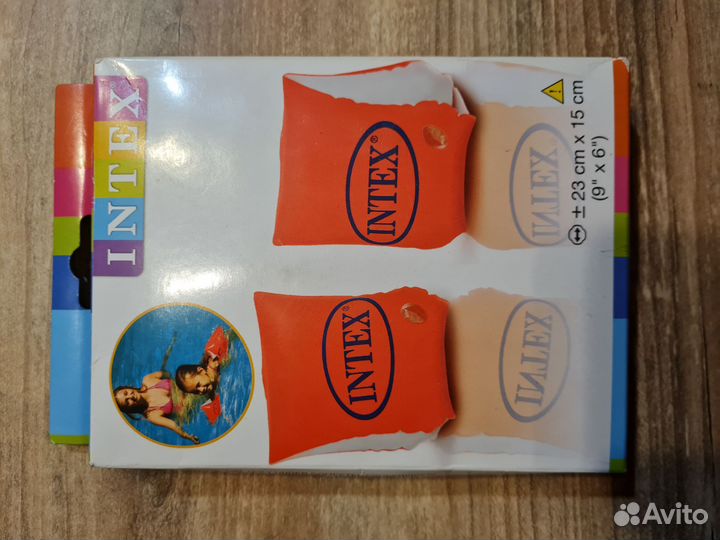 INTEX
INTEX®
INTEX
± 23 cm x 15 cm
(9" x 6")
INTEX®
INTEX
Avito